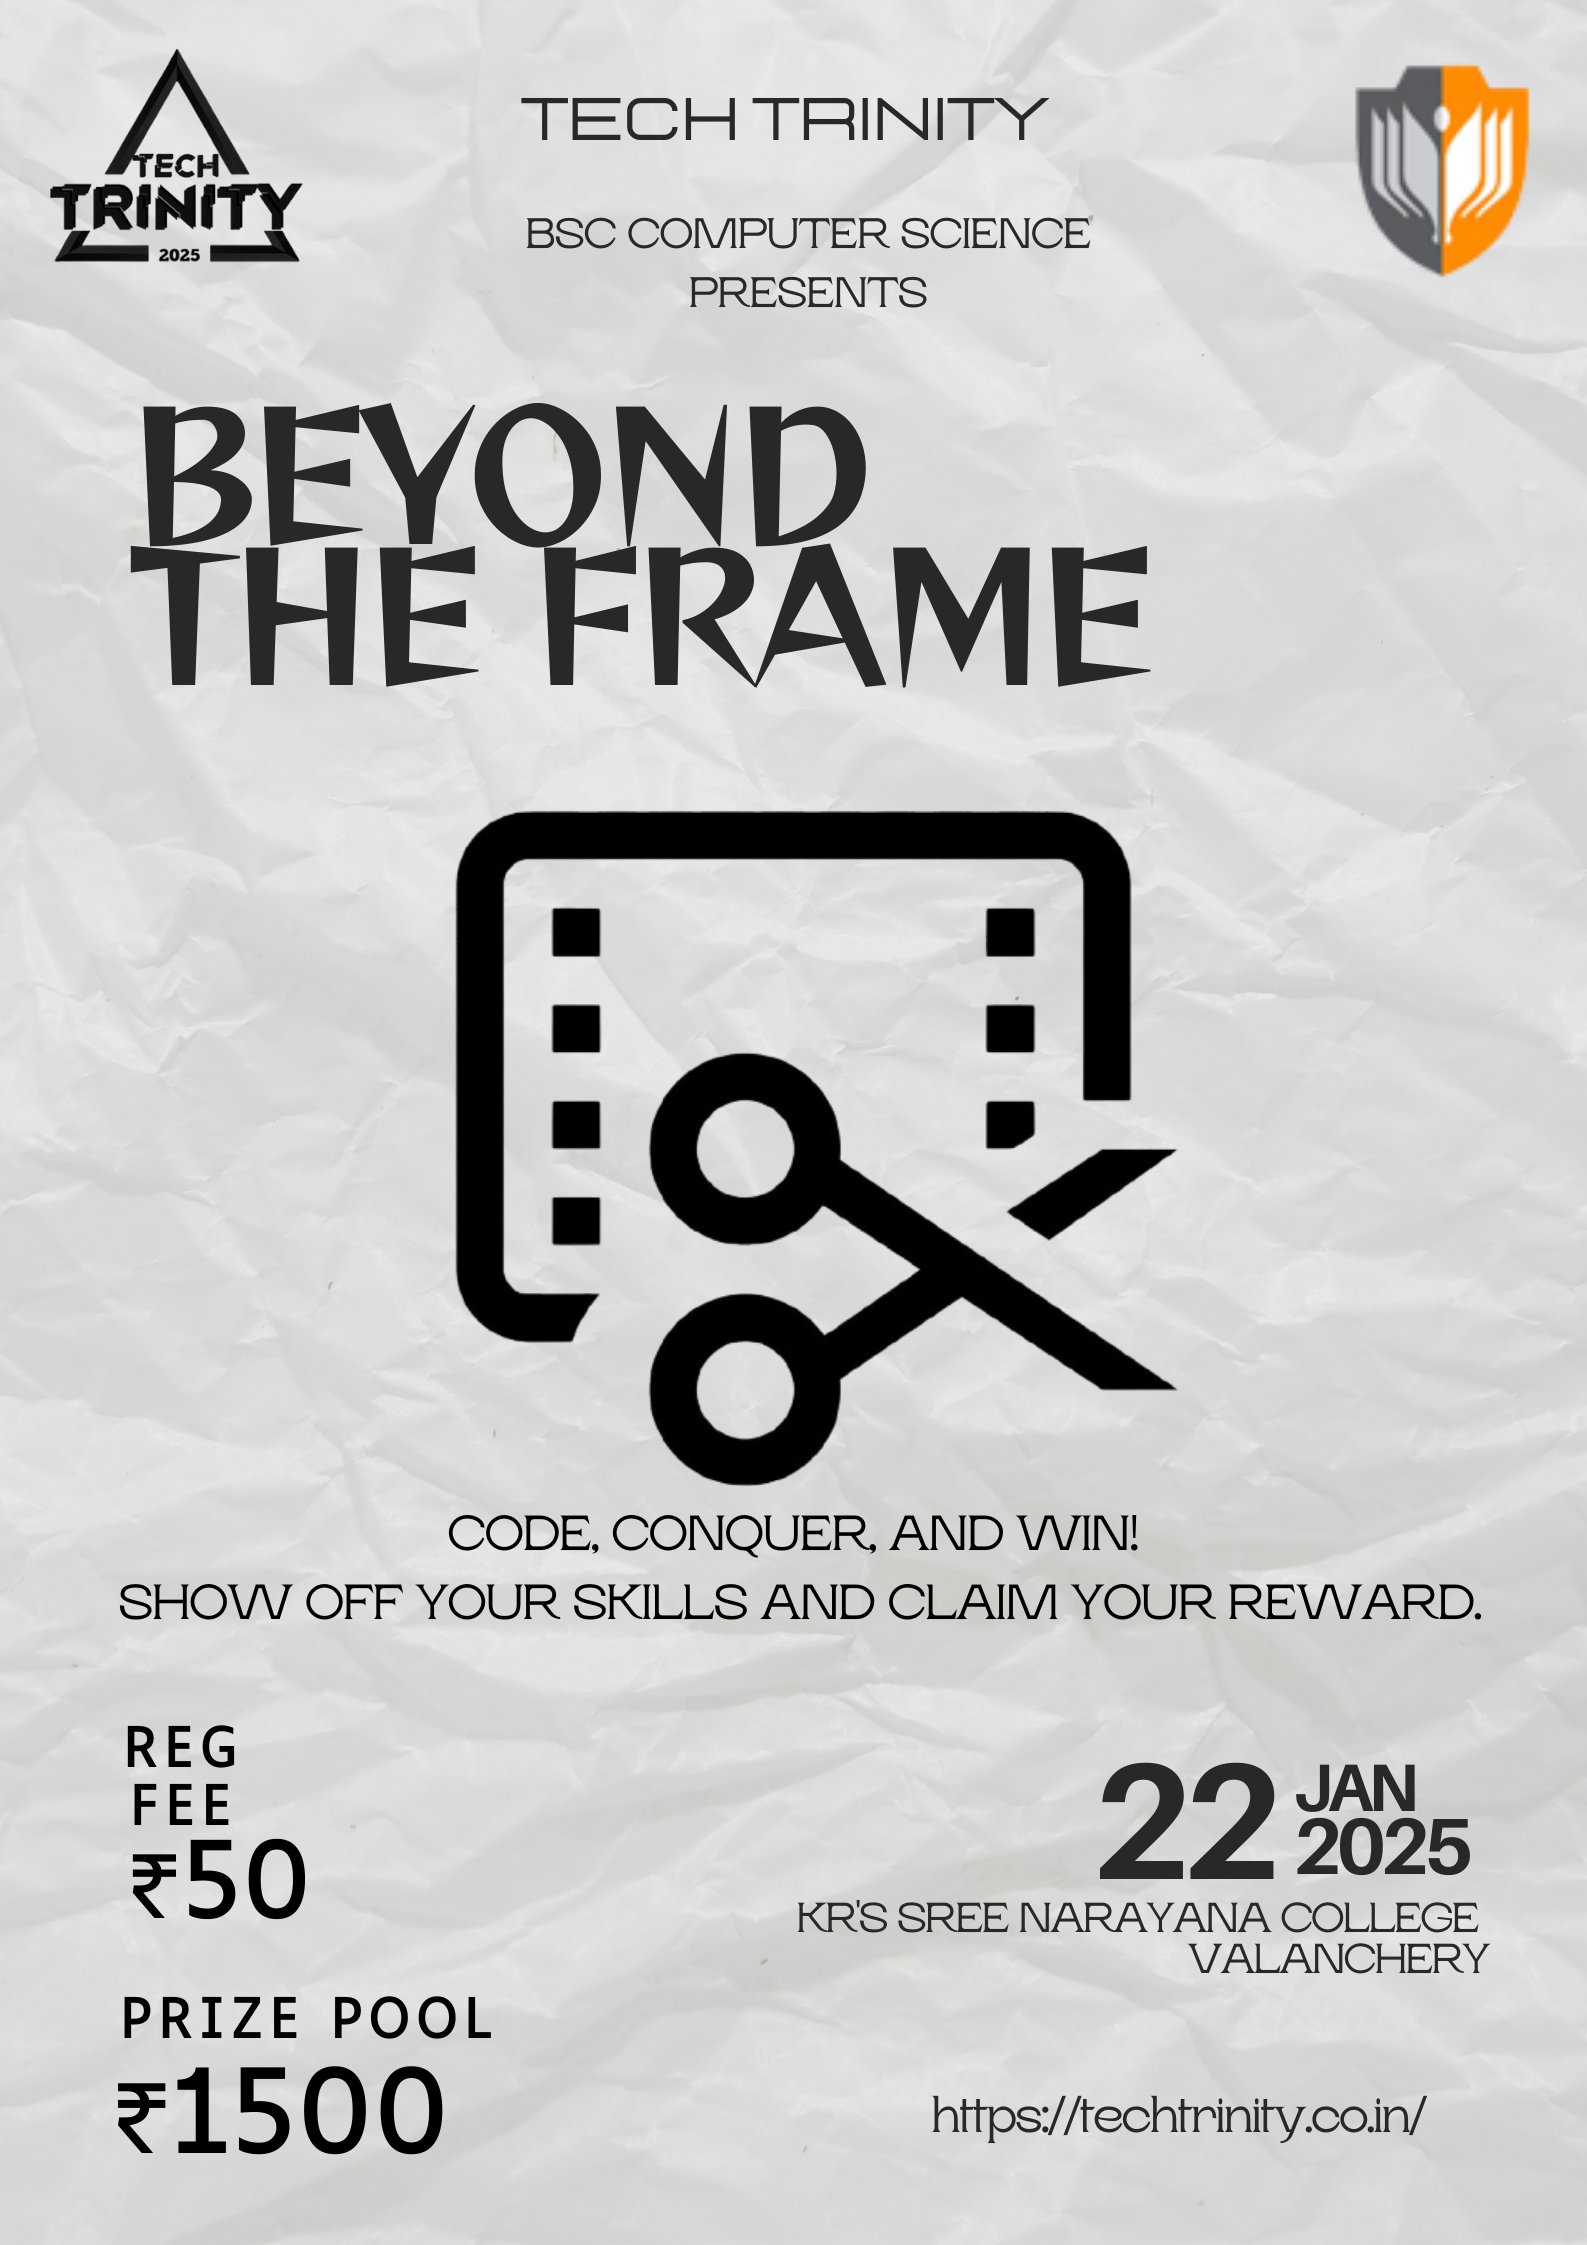 TECH
TRINITY
2025
TECH TRINITY
BSC COMPUTER SCIENCE
PRESENTS
BEYOND
THE FRAME
CODE, CONQUER, AND WIN!
SHOW OFF YOUR SKILLS AND CLAIM YOUR REWARD.
REG
FEE
₹50
PRIZE POOL
₹1500
22 JAN
2025
KR'S SREE NARAYANA COLLEGE
VALANCHERY
https://techtrinity.co.in/